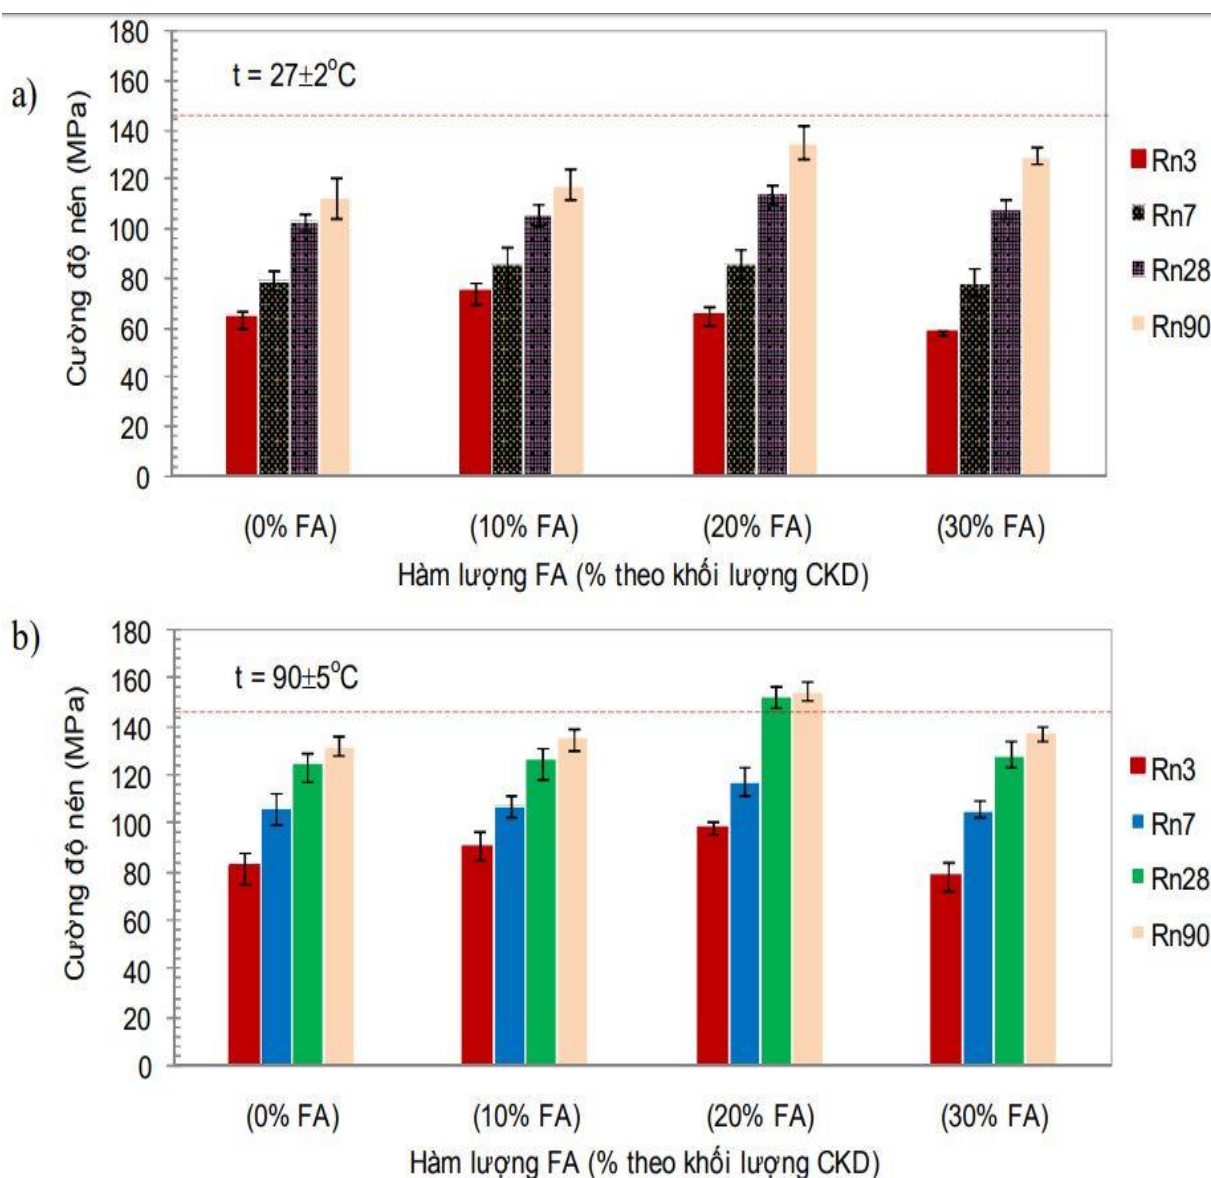 a)
t = 27±2°C
Cường độ nén (MPa)
180
160
140
120
100
80
60
40
20
0
(0% FA) (10% FA) (20% FA) (30% FA)
Hàm lượng FA (% theo khối lượng CKD)
Rn3
Rn7
Rn28
Rn90
b)
t = 90±5°C
Cường độ nén (MPa)
180
160
140
120
100
80
60
40
20
0
(0% FA) (10% FA) (20% FA) (30% FA)
Hàm lượng FA (% theo khối lượng CKD)
Rn3
Rn7
Rn28
Rn90